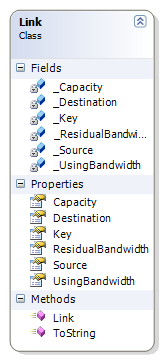 Link
Class
Fields
_Capacity
_Destination
_Key
_ResidualBandwi...
_Source
_UsingBandwidth
Properties
Capacity
Destination
Key
ResidualBandwidth
Source
UsingBandwidth
Methods
Link
ToString